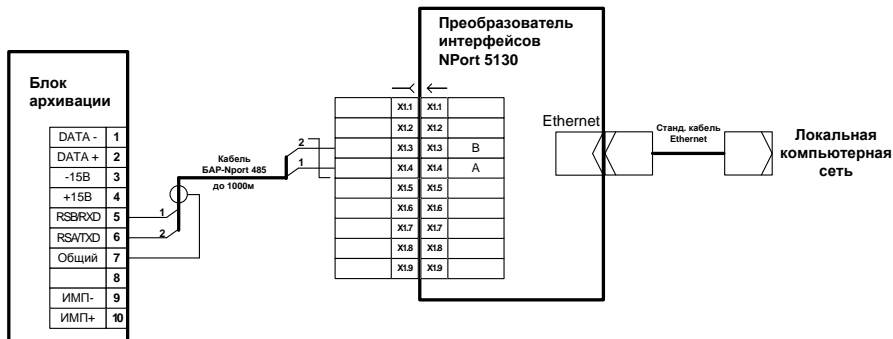 Преобразователь
интерфейсов
NPort 5130
Блок
архивации
DATA - 1
DATA + 2
-15В 3
+15В 4
RSB/RXD 5
RSA/TXD 6
Общий 7
8
ИМП- 9
ИМП+ 10
1
2
Кабель
БАР-Nport 485
до 1000м
2
1
X1.1 X1.1
X1.2 X1.2
X1.3 X1.3 B
X1.4 X1.4 A
X1.5 X1.5
X1.6 X1.6
X1.7 X1.7
X1.8 X1.8
X1.9 X1.9
Ethernet
Станд. кабель
Ethernet
Локальная
компьютерная
сеть